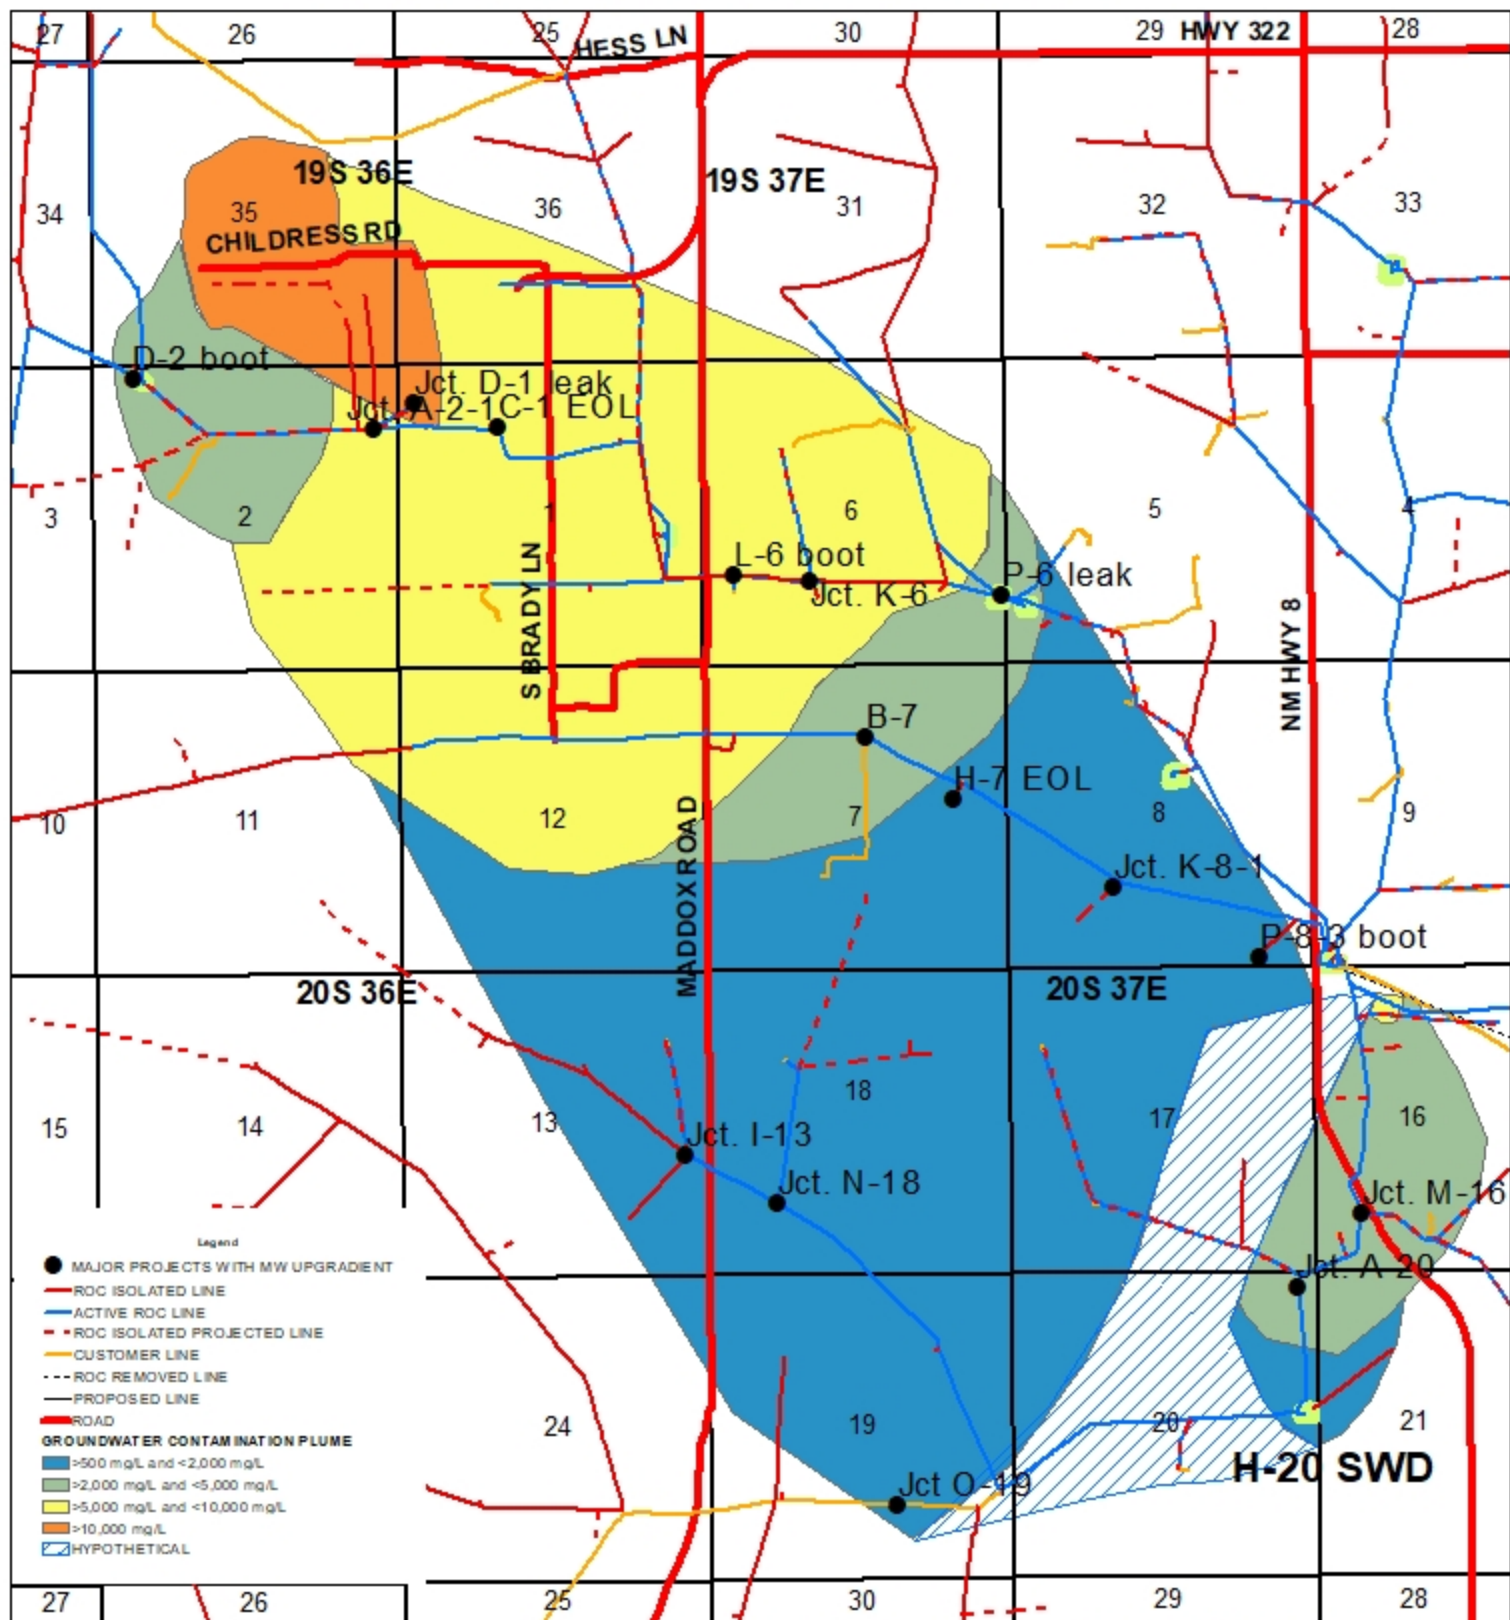 27 26 25 HESS LN 30 29 HWY 322 28
19S 36E 19S 37E
34 35 36 31 32 33
CHILDRESS RD
D-2 boot
Jct. D-1 leak
Jct. A-2-1 C-1 EOL
3 2 1 6 5 4
L-6 boot
P-6 leak
Jct. K-6
S BRADY LN
NM HWY 8
B-7
H-7 EOL
10 11 12 7 8 9
MADDOX ROAD
Jct. K-8-1
P-8-3 boot
20S 36E 20S 37E
15 14 13 18 17 16
Jct. I-13
Jct. N-18
Jct. M-16
Jct. A-20
24 19 20 21
H-20 SWD
Jct O-19
27 26 25 30 29 28
Legend
MAJOR PROJECTS WITH MW UPGRADIENT
ROC ISOLATED LINE
ACTIVE ROC LINE
ROC ISOLATED PROJECTED LINE
CUSTOMER LINE
ROC REMOVED LINE
PROPOSED LINE
ROAD
GROUNDWATER CONTAMINATION PLUME
>500 mg/L and <2,000 mg/L
>2,000 mg/L and <5,000 mg/L
>5,000 mg/L and <10,000 mg/L
>10,000 mg/L
HYPOTHETICAL